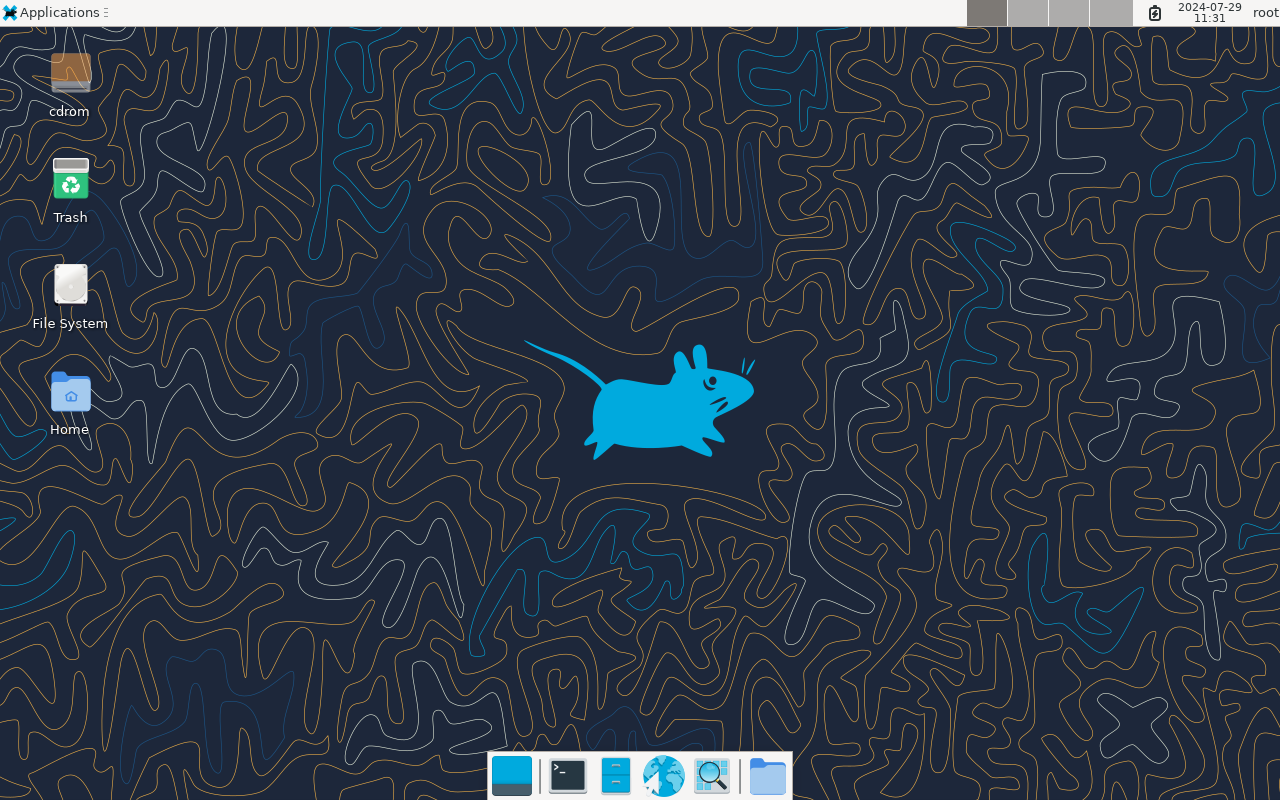 Applications
2024-07-29
11:31
root
cdrom
Trash
File System
Home
>_